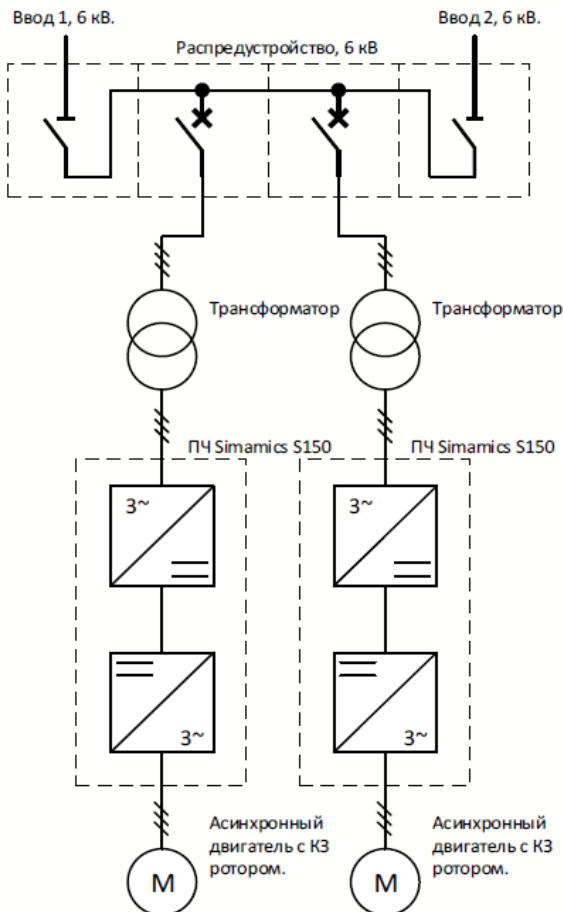 Ввод 1, 6 кВ.
Ввод 2, 6 кВ.
Распредустройство, 6 кВ
Трансформатор
Трансформатор
ПЧ Simamics S150
ПЧ Simamics S150
3~
3~
3~
3~
Асинхронный
двигатель с КЗ
ротором.
Асинхронный
двигатель с КЗ
ротором.
М
М